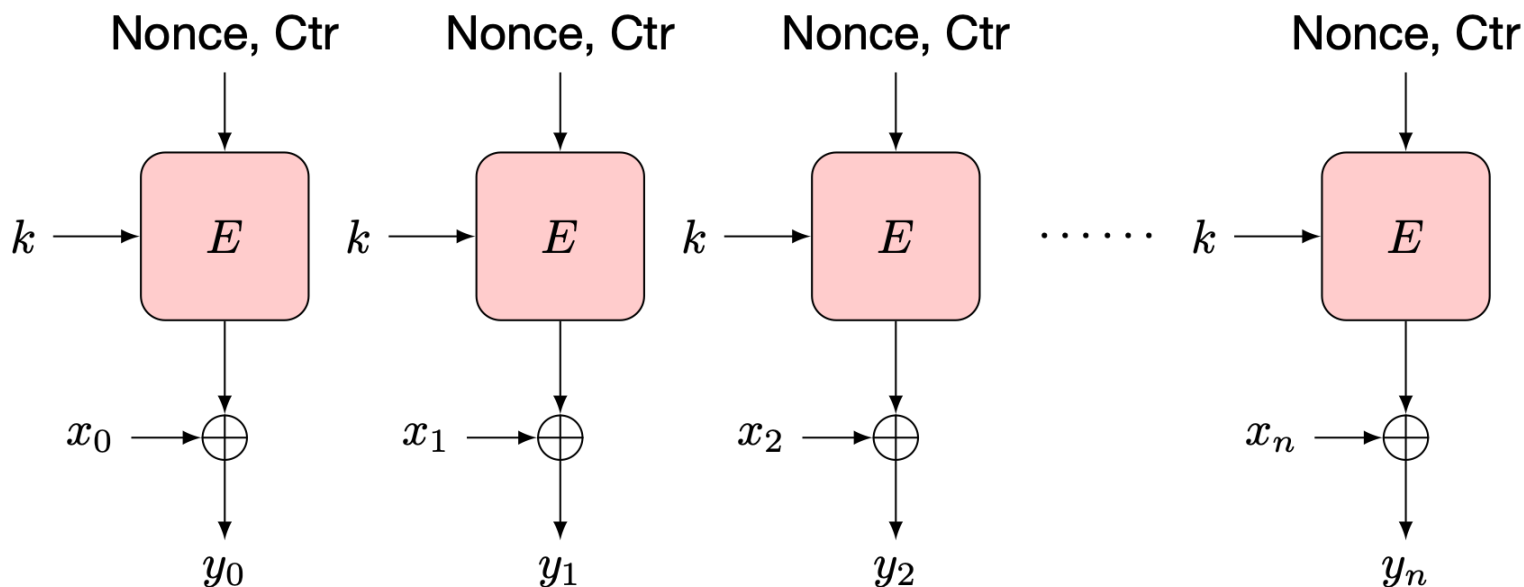 Nonce, Ctr Nonce, Ctr Nonce, Ctr Nonce, Ctr
k E k E k E ...... k E
x₀ x₁ x₂ xₙ
y₀ y₁ y₂ yₙ